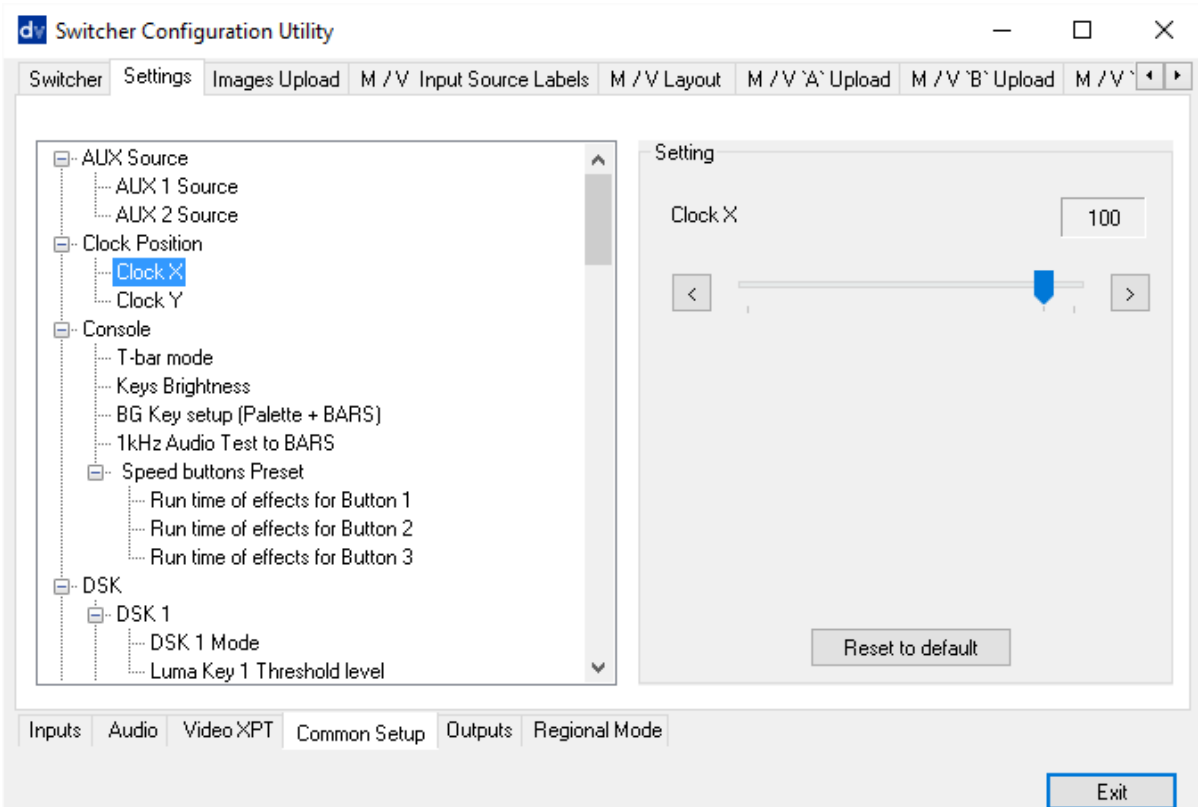 dv Switcher Configuration Utility
Switcher Settings Images Upload M / V Input Source Labels M / V Layout M / V `A` Upload M / V `B` Upload M / V `
AUX Source
AUX 1 Source
AUX 2 Source
Clock Position
Clock X
Clock Y
Console
T-bar mode
Keys Brightness
BG Key setup (Palette + BARS)
1kHz Audio Test to BARS
Speed buttons Preset
Run time of effects for Button 1
Run time of effects for Button 2
Run time of effects for Button 3
DSK
DSK 1
DSK 1 Mode
Luma Key 1 Threshold level
Setting
Clock X 100
< >
Reset to default
Inputs Audio Video XPT Common Setup Outputs Regional Mode
Exit